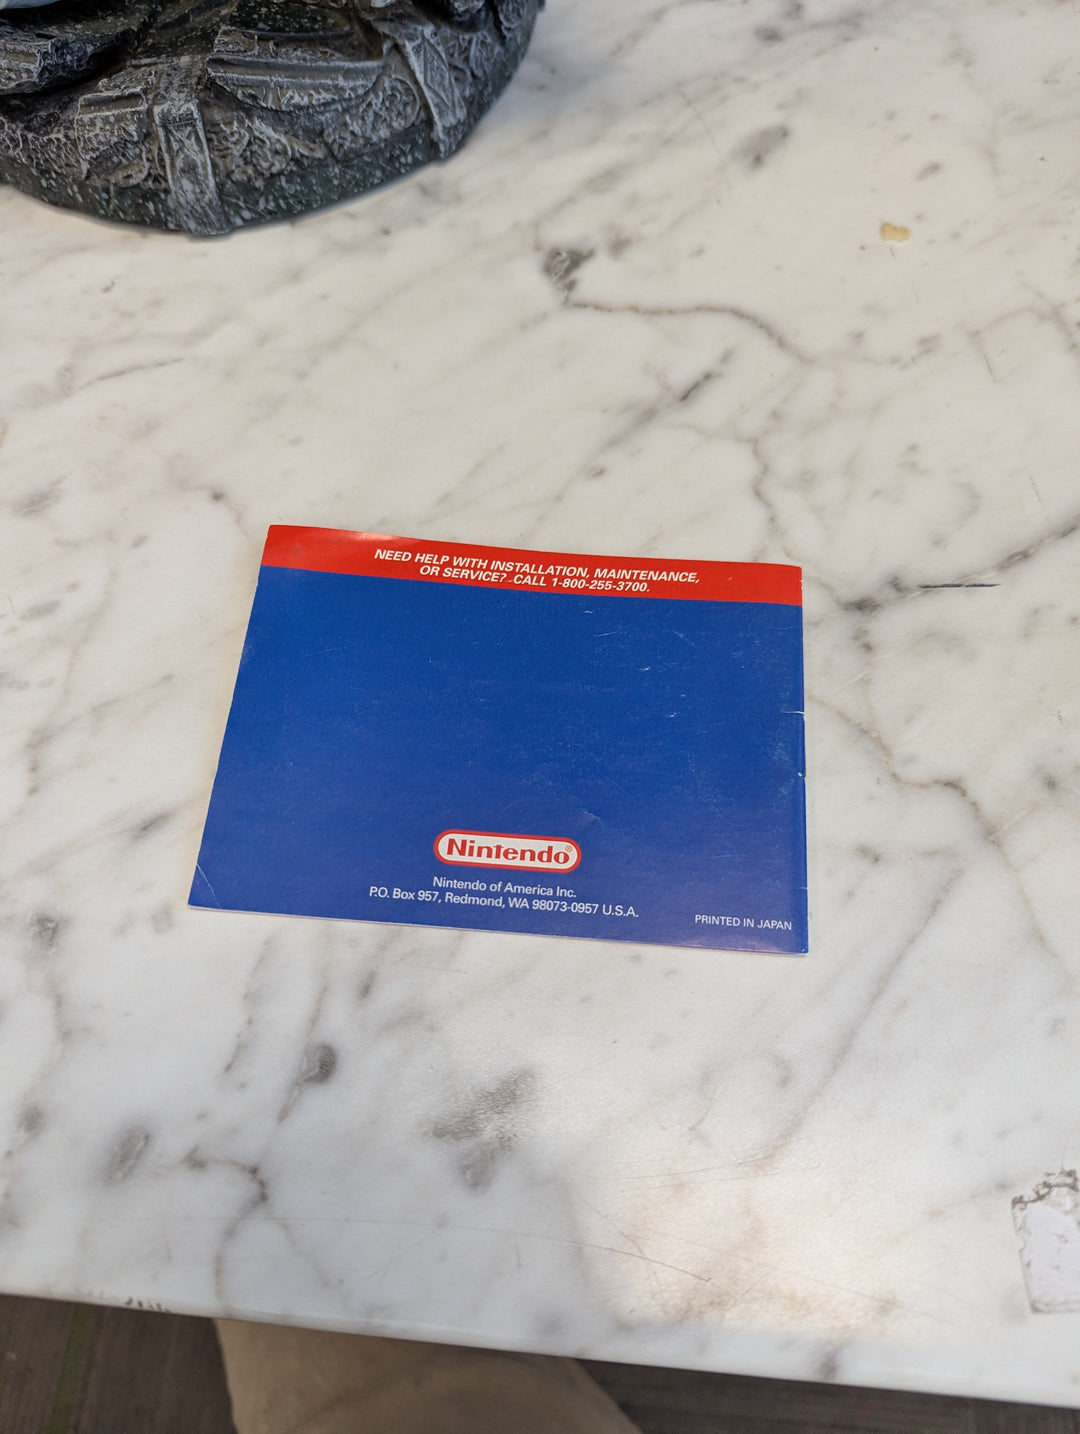 NEED HELP WITH INSTALLATION, MAINTENANCE,
OR SERVICE? CALL 1-800-255-3700.
Nintendo®
Nintendo of America Inc.
P.O. Box 957, Redmond, WA 98073-0957 U.S.A.
PRINTED IN JAPAN